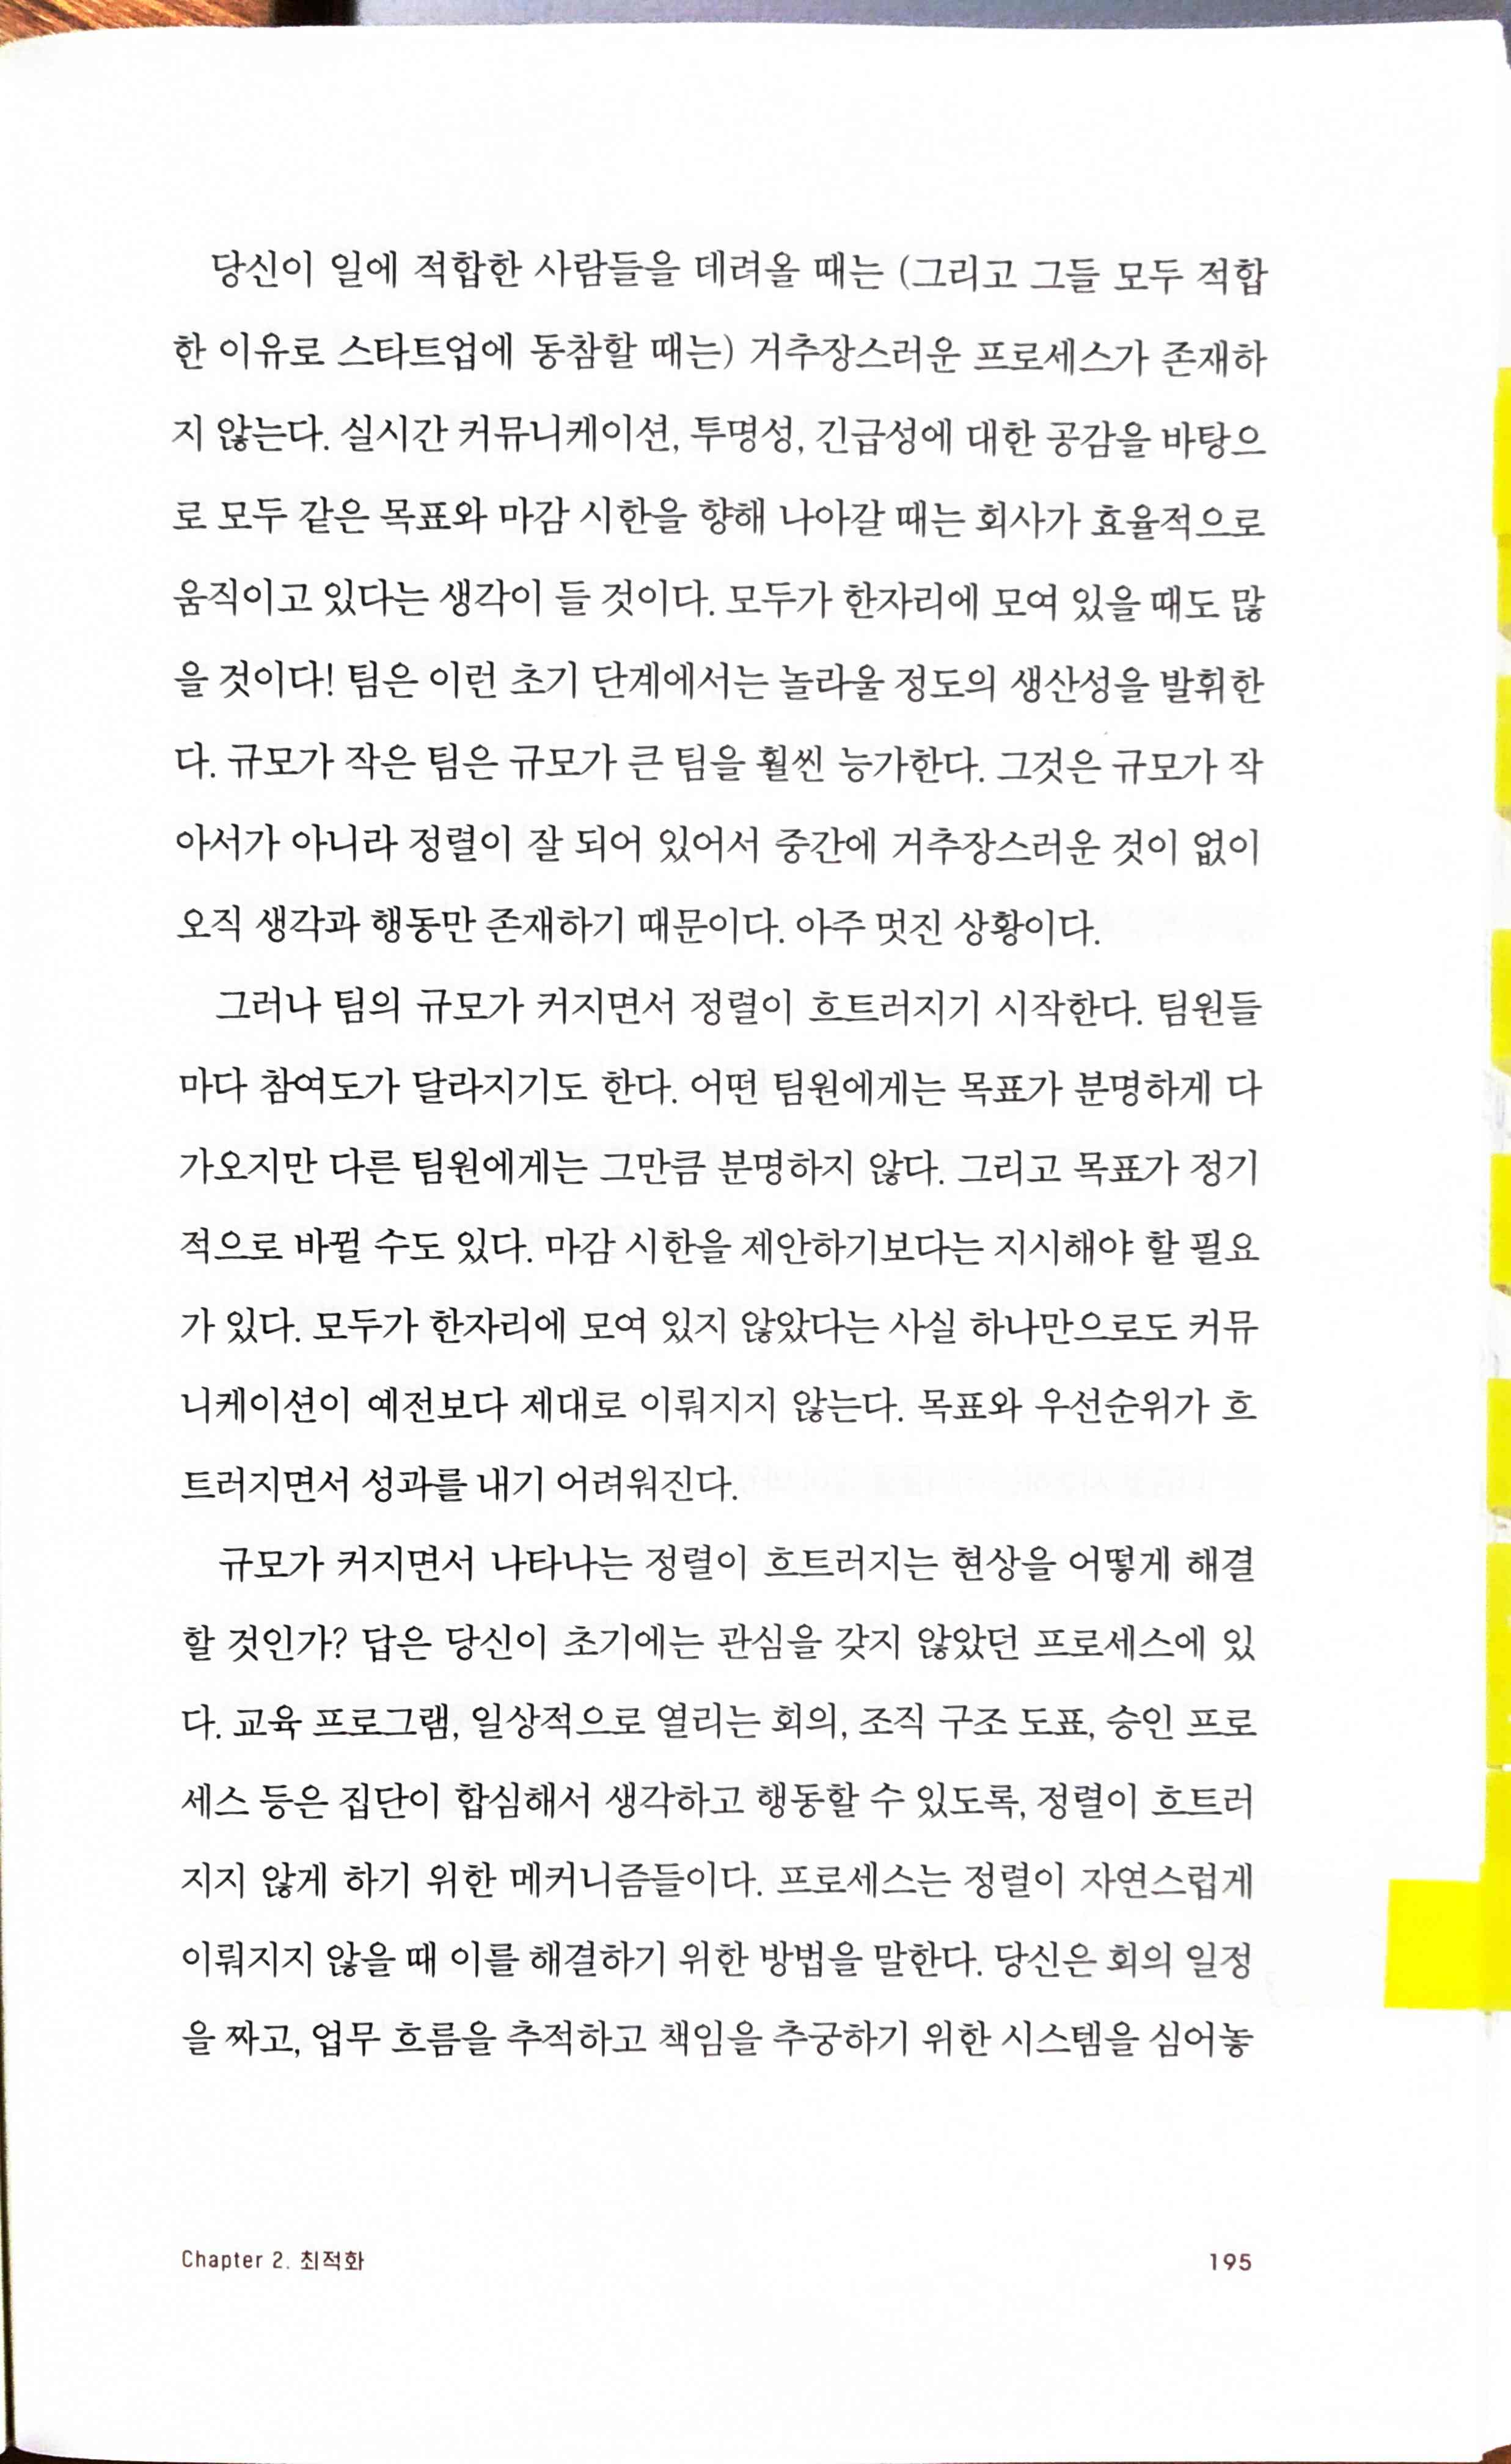 당신이 일에 적합한 사람들을 데려올 때는 (그리고 그들 모두 적합
한 이유로 스타트업에 동참할 때는) 거추장스러운 프로세스가 존재하
지 않는다. 실시간 커뮤니케이션, 투명성, 긴급성에 대한 공감을 바탕으
로 모두 같은 목표와 마감 시한을 향해 나아갈 때는 회사가 효율적으로
움직이고 있다는 생각이 들 것이다. 모두가 한자리에 모여 있을 때도 많
을 것이다! 팀은 이런 초기 단계에서는 놀라울 정도의 생산성을 발휘한
다. 규모가 작은 팀은 규모가 큰 팀을 훨씬 능가한다. 그것은 규모가 작
아서가 아니라 정렬이 잘 되어 있어서 중간에 거추장스러운 것이 없이
오직 생각과 행동만 존재하기 때문이다. 아주 멋진 상황이다.
그러나 팀의 규모가 커지면서 정렬이 흐트러지기 시작한다. 팀원들
마다 참여도가 달라지기도 한다. 어떤 팀원에게는 목표가 분명하게 다
가오지만 다른 팀원에게는 그만큼 분명하지 않다. 그리고 목표가 정기
적으로 바뀔 수도 있다. 마감 시한을 제안하기보다는 지시해야 할 필요
가 있다. 모두가 한자리에 모여 있지 않았다는 사실 하나만으로도 커뮤
니케이션이 예전보다 제대로 이뤄지지 않는다. 목표와 우선순위가 흐
트러지면서 성과를 내기 어려워진다.
규모가 커지면서 나타나는 정렬이 흐트러지는 현상을 어떻게 해결
할 것인가? 답은 당신이 초기에는 관심을 갖지 않았던 프로세스에 있
다. 교육 프로그램, 일상적으로 열리는 회의, 조직 구조 도표, 승인 프로
세스 등은 집단이 합심해서 생각하고 행동할 수 있도록, 정렬이 흐트러
지지 않게 하기 위한 메커니즘들이다. 프로세스는 정렬이 자연스럽게
이뤄지지 않을 때 이를 해결하기 위한 방법을 말한다. 당신은 회의 일정
을 짜고, 업무 흐름을 추적하고 책임을 추궁하기 위한 시스템을 심어놓
Chapter 2. 최적화
195